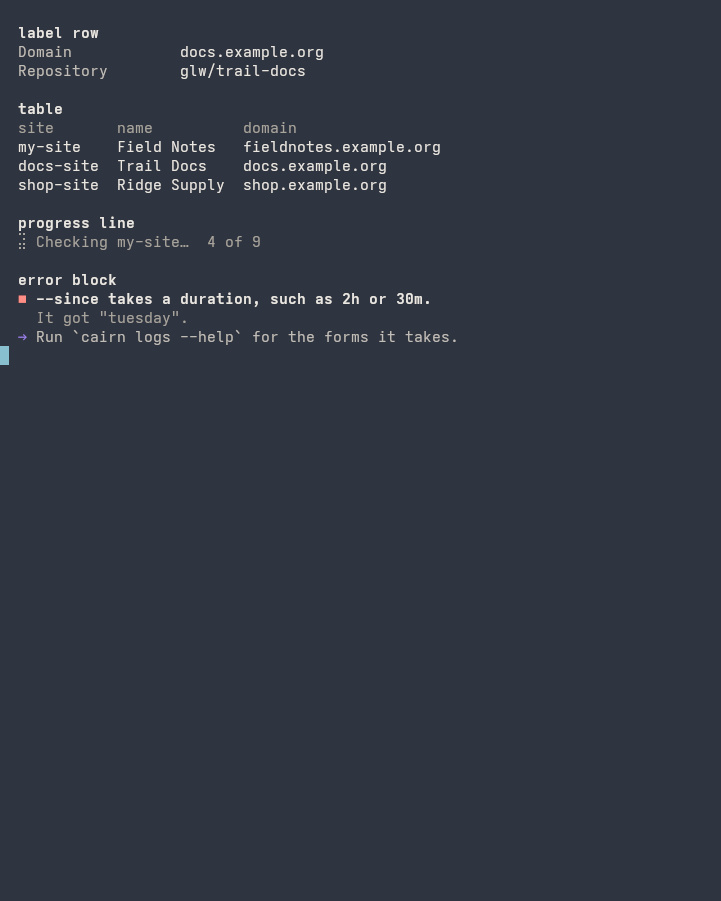 label row
Domain            docs.example.org
Repository        glw/trail-docs
table
site       name          domain
my-site    Field Notes   fieldnotes.example.org
docs-site  Trail Docs    docs.example.org
shop-site  Ridge Supply  shop.example.org
progress line
⣽ Checking my-site…  4 of 9
error block
■ --since takes a duration, such as 2h or 30m.
  It got "tuesday".
→ Run `cairn logs --help` for the forms it takes.